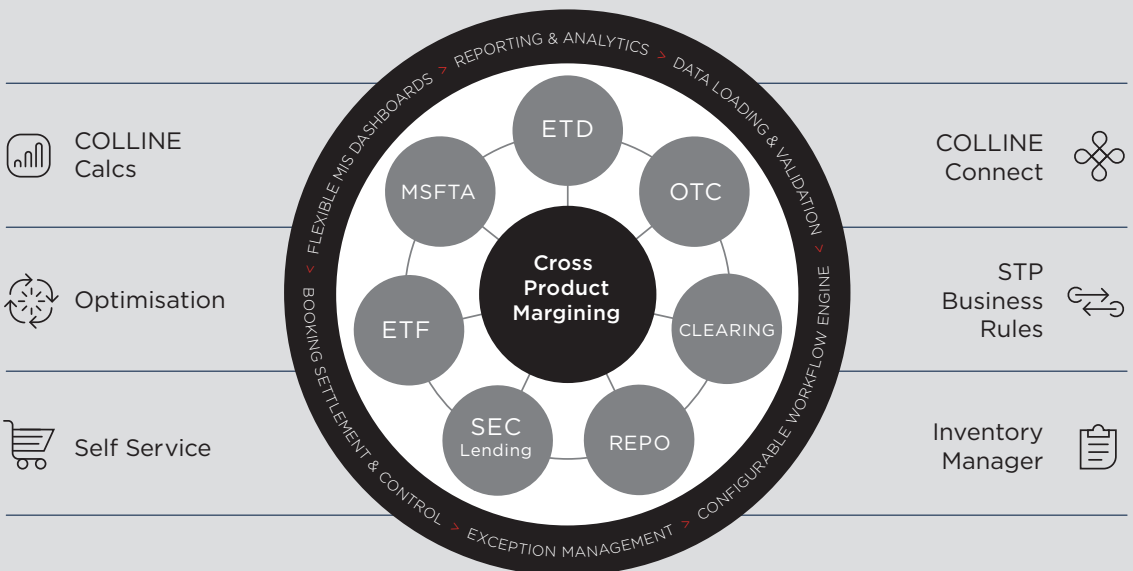 FLEXIBLE MIS DASHBOARDS > REPORTING & ANALYTICS > DATA LOADING & VALIDATION >
CONFIGURABLE WORKFLOW ENGINE >
EXCEPTION MANAGEMENT >
BOOKING SETTLEMENT & CONTROL >
COLLINE
Calcs
Optimisation
Self Service
ETD
MSFTA
OTC
Cross
Product
Margining
ETF
CLEARING
SEC
Lending
REPO
COLLINE
Connect
STP
Business
Rules
Inventory
Manager